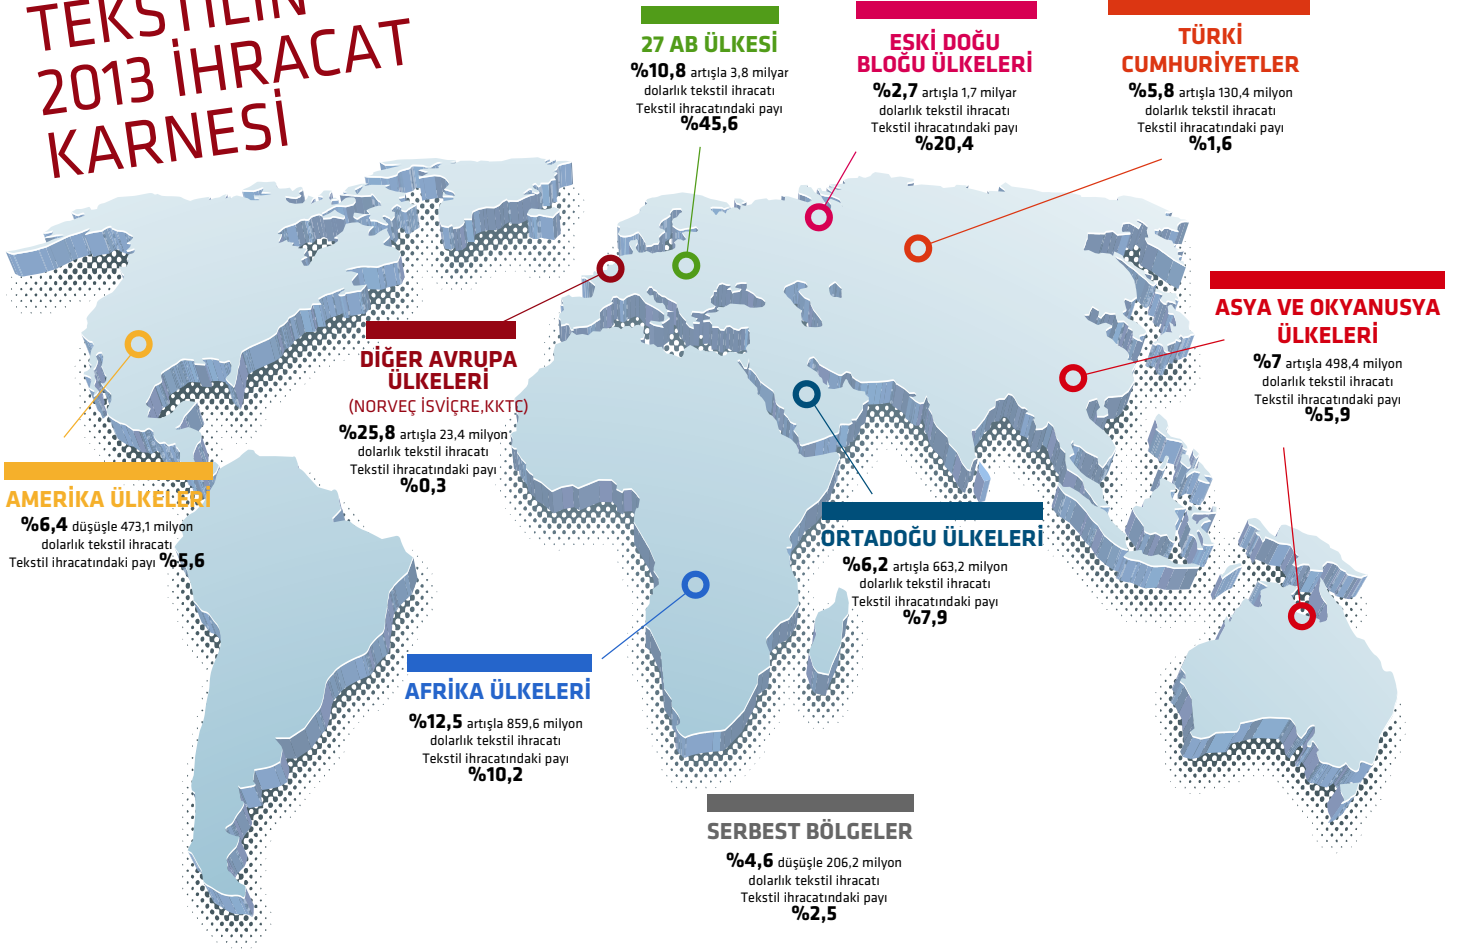 TEKSTİLİN
2013 İHRACAT
KARNESİ
27 AB ÜLKESİ
%10,8 artışla 3,8 milyar
dolarlık tekstil ihracatı
Tekstil ihracatındaki payı
%45,6
ESKİ DOĞU
BLOĞU ÜLKELERİ
%2,7 artışla 1,7 milyar
dolarlık tekstil ihracatı
Tekstil ihracatındaki payı
%20,4
TÜRKİ
CUMHURİYETLER
%5,8 artışla 130,4 milyon
dolarlık tekstil ihracatı
Tekstil ihracatındaki payı
%1,6
ASYA VE OKYANUSYA
ÜLKELERİ
%7 artışla 498,4 milyon
dolarlık tekstil ihracatı
Tekstil ihracatındaki payı
%5,9
DİĞER AVRUPA
ÜLKELERİ
(NORVEÇ İSVİÇRE,KKTC)
%25,8 artışla 23,4 milyon
dolarlık tekstil ihracatı
Tekstil ihracatındaki payı
%0,3
AMERİKA ÜLKELERİ
%6,4 düşüşle 473,1 milyon
dolarlık tekstil ihracatı
Tekstil ihracatındaki payı %5,6
ORTADOĞU ÜLKELERİ
%6,2 artışla 663,2 milyon
dolarlık tekstil ihracatı
Tekstil ihracatındaki payı
%7,9
AFRİKA ÜLKELERİ
%12,5 artışla 859,6 milyon
dolarlık tekstil ihracatı
Tekstil ihracatındaki payı
%10,2
SERBEST BÖLGELER
%4,6 düşüşle 206,2 milyon
dolarlık tekstil ihracatı
Tekstil ihracatındaki payı
%2,5